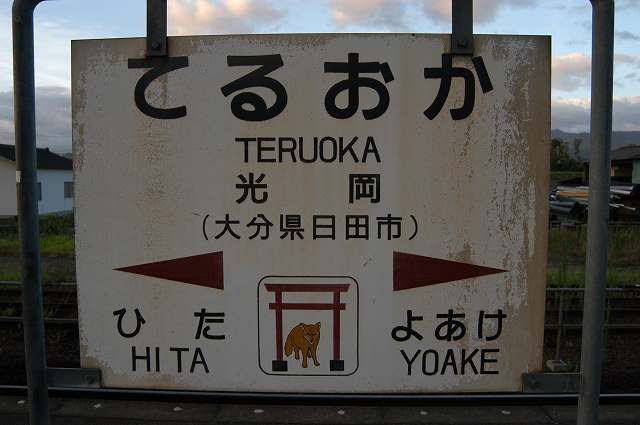 てるおか
TERUOKA
光岡
（大分県日田市）
ひた よあけ
HITA YOAKE